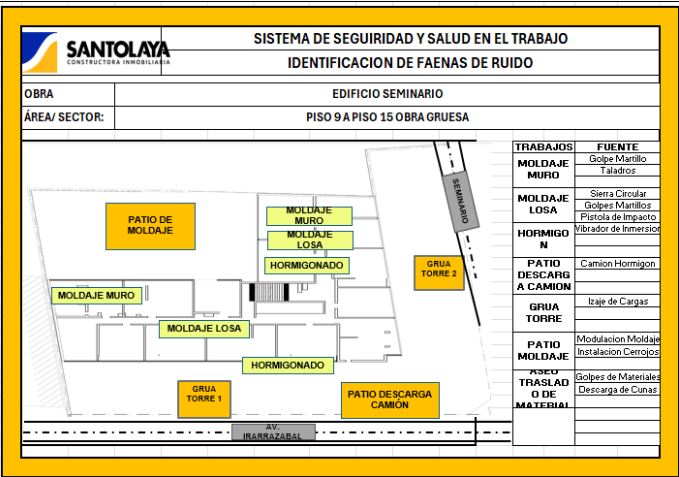 SANTOLAYA
CONSTRUCTORA INMOBILIARIA
SISTEMA DE SEGUIRIDAD Y SALUD EN EL TRABAJO
IDENTIFICACION DE FAENAS DE RUIDO
OBRA
EDIFICIO SEMINARIO
ÁREA/ SECTOR:
PISO 9 A PISO 15 OBRA GRUESA
PATIO DE
MOLDAJE
MOLDAJE
MURO
MOLDAJE
LOSA
HORMIGONADO
MOLDAJE MURO
MOLDAJE LOSA
HORMIGONADO
SEMINARIO
GRUA
TORRE 2
GRUA
TORRE 1
PATIO DESCARGA
CAMIÓN
AV.
IRARRAZABAL
TRABAJOS FUENTE
MOLDAJE
MURO
Golpe Martillo
Taladros
MOLDAJE
LOSA
Sierra Circular
Golpes Martillos
Pistola de Impacto
HORMIGO
N
Vibrador de Inmersion
PATIO
DESCARG
A CAMION
Camion Hormigon
GRUA
TORRE
Izaje de Cargas
PATIO
MOLDAJE
Modulacion Moldaje
Instalacion Cerrojos
ASEO
TRASLAD
O DE
MATERIAL
Golpes de Materiales
Descarga de Cunas